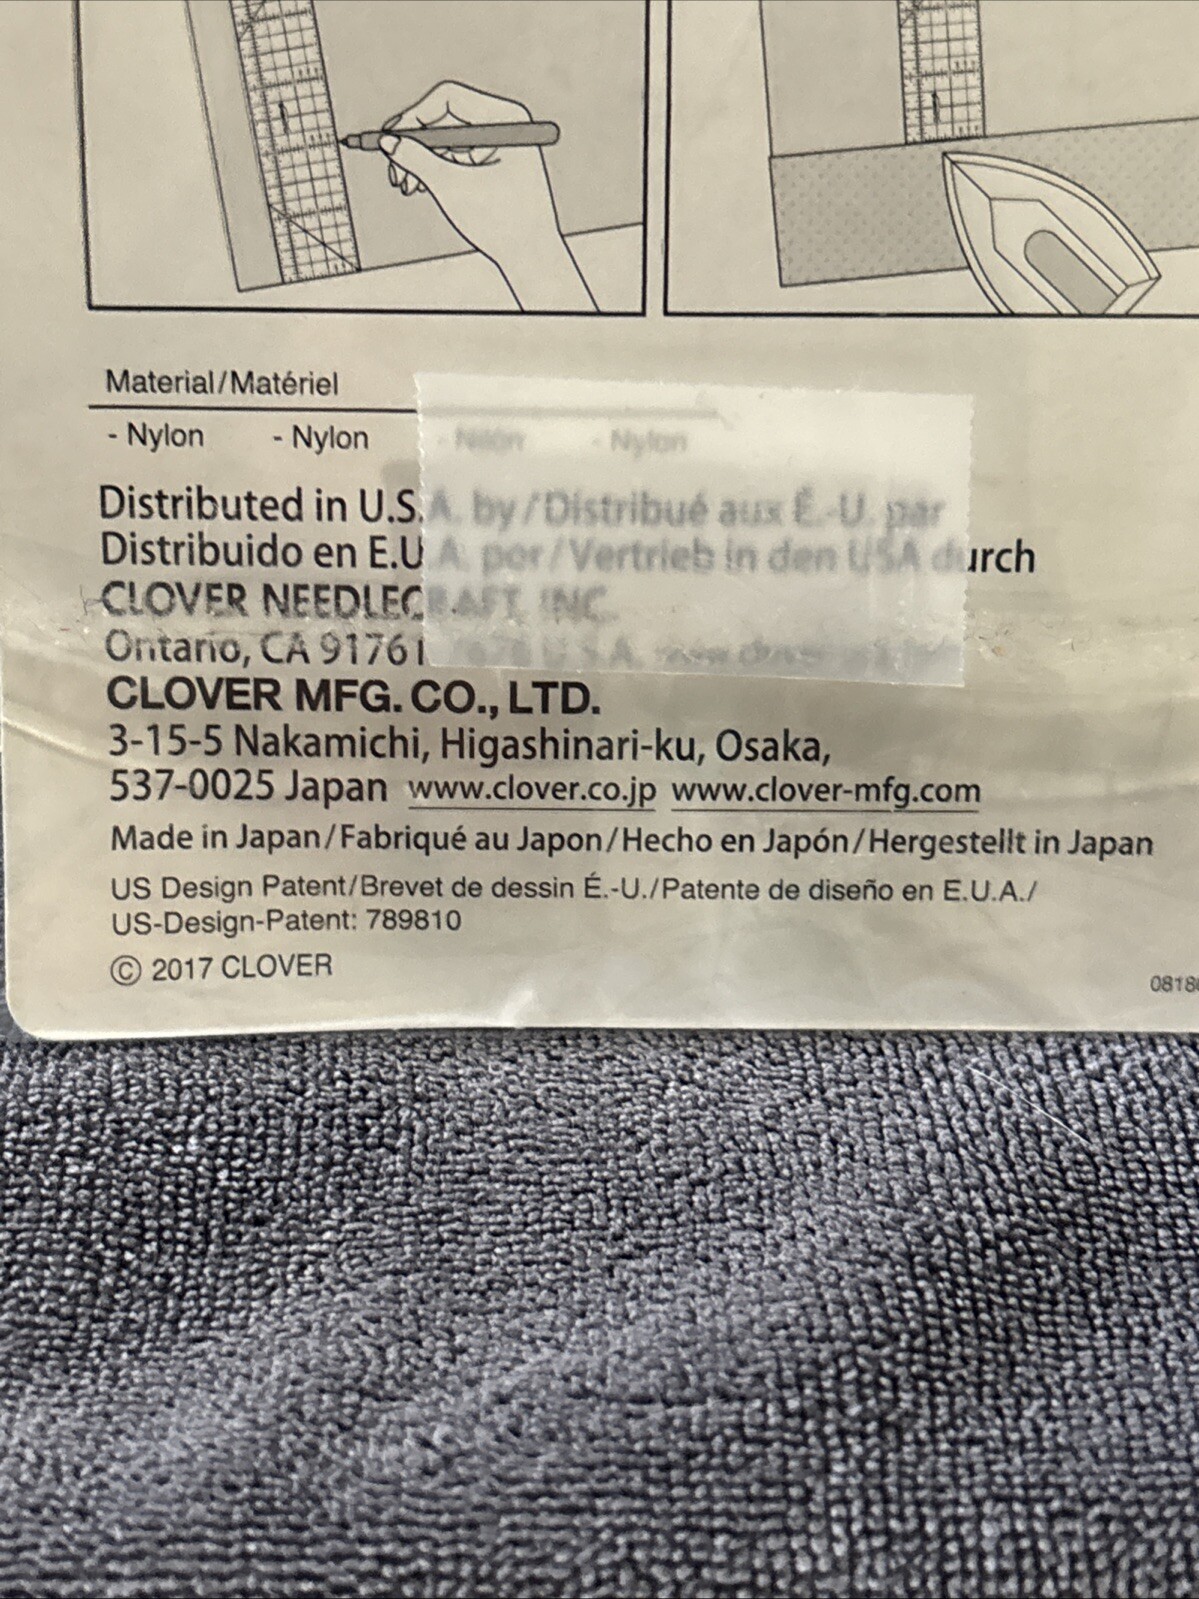 Material/Matériel
- Nylon - Nylon - Nilón - Nylon
Distributed in U.S.A. by/Distribué aux É.-U. par
Distribuido en E.U.A. por/Vertrieb in den USA durch
CLOVER NEEDLECRAFT, INC.
Ontario, CA 91761 U.S.A.
CLOVER MFG. CO., LTD.
3-15-5 Nakamichi, Higashinari-ku, Osaka,
537-0025 Japan www.clover.co.jp www.clover-mfg.com
Made in Japan/Fabriqué au Japon/Hecho en Japón/Hergestellt in Japan
US Design Patent/Brevet de dessin É.-U./Patente de diseño en E.U.A./
US-Design-Patent: 789810
© 2017 CLOVER